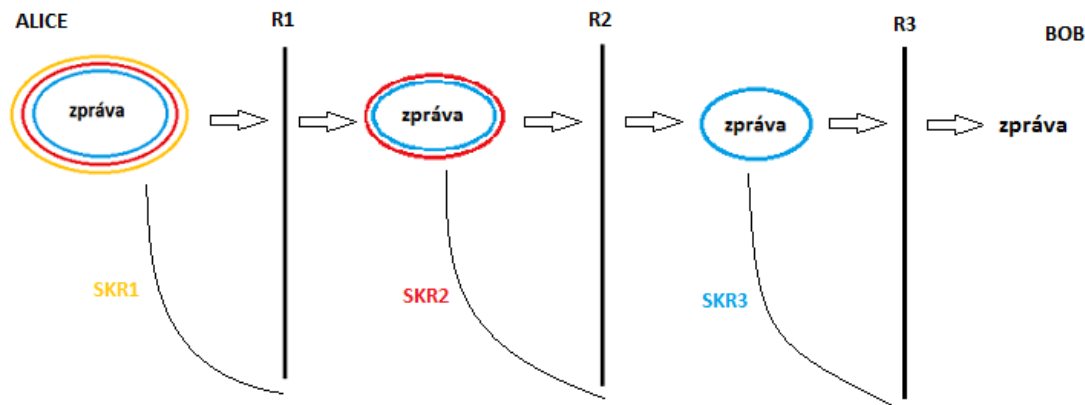 ALICE
R1
R2
R3
BOB
zpráva
zpráva
zpráva
zpráva
SKR1
SKR2
SKR3